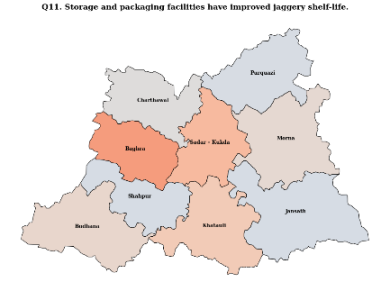 Q11. Storage and packaging facilities have improved jaggery shelf-life.
Purquazi
Charthawal
Sadar - Kukda
Morna
Baghra
Shahpur
Jansath
Budhana
Khatauli